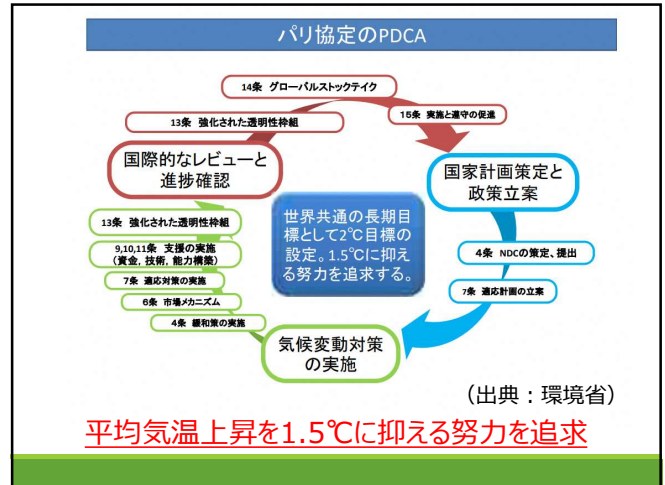 パリ協定のPDCA
14条 グローバルストックテイク
13条 強化された透明性枠組
15条 実施と遵守の促進
国際的なレビューと
進捗確認
国家計画策定と
政策立案
13条 強化された透明性枠組
9,10,11条 支援の実施
(資金, 技術, 能力構築)
7条 適応対策の実施
6条 市場メカニズム
4条 緩和策の実施
世界共通の長期目
標として2℃目標の
設定。1.5℃に抑え
る努力を追求する。
4条 NDCの策定、提出
7条 適応計画の立案
気候変動対策
の実施
（出典：環境省）
平均気温上昇を1.5℃に抑える努力を追求